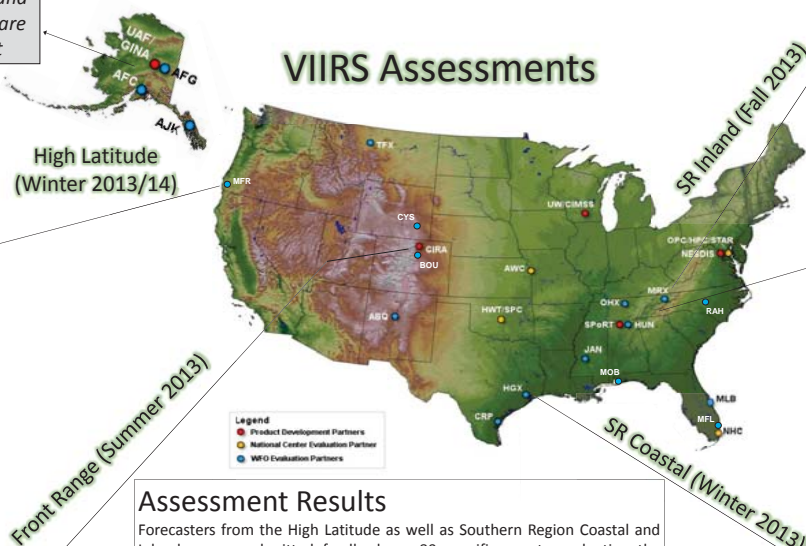 and
are
VIIRS Assessments
UAF/
GINA
AFG
AFC
AJK
High Latitude
(Winter 2013/14)
SR Inland (Fall 2013)
TFX
MFR
UW/CIMSS
CYS
CIRA
BOU
OPC/HPC/STAR
NESDIS
AWC
MRX
OHX
RAH
ABQ
HWT/SPC
SPoRT
HUN
JAN
MOB
HGX
MLB
CRP
MFL
NHC
Legend
Product Development Partners
National Center Evaluation Partner
WFO Evaluation Partners
Front Range (Summer 2013)
SR Coastal (Winter 2013)
Assessment Results
Forecasters from the High Latitude as well as Southern Region Coastal and